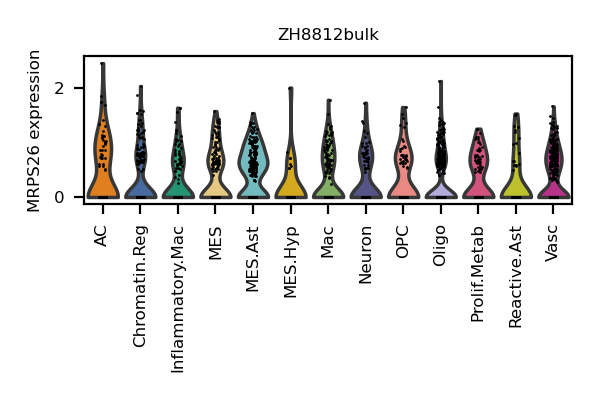 ZH8812bulk
MRPS26 expression
2
0
AC
Chromatin.Reg
Inflammatory.Mac
MES
MES.Ast
MES.Hyp
Mac
Neuron
OPC
Oligo
Prolif.Metab
Reactive.Ast
Vasc